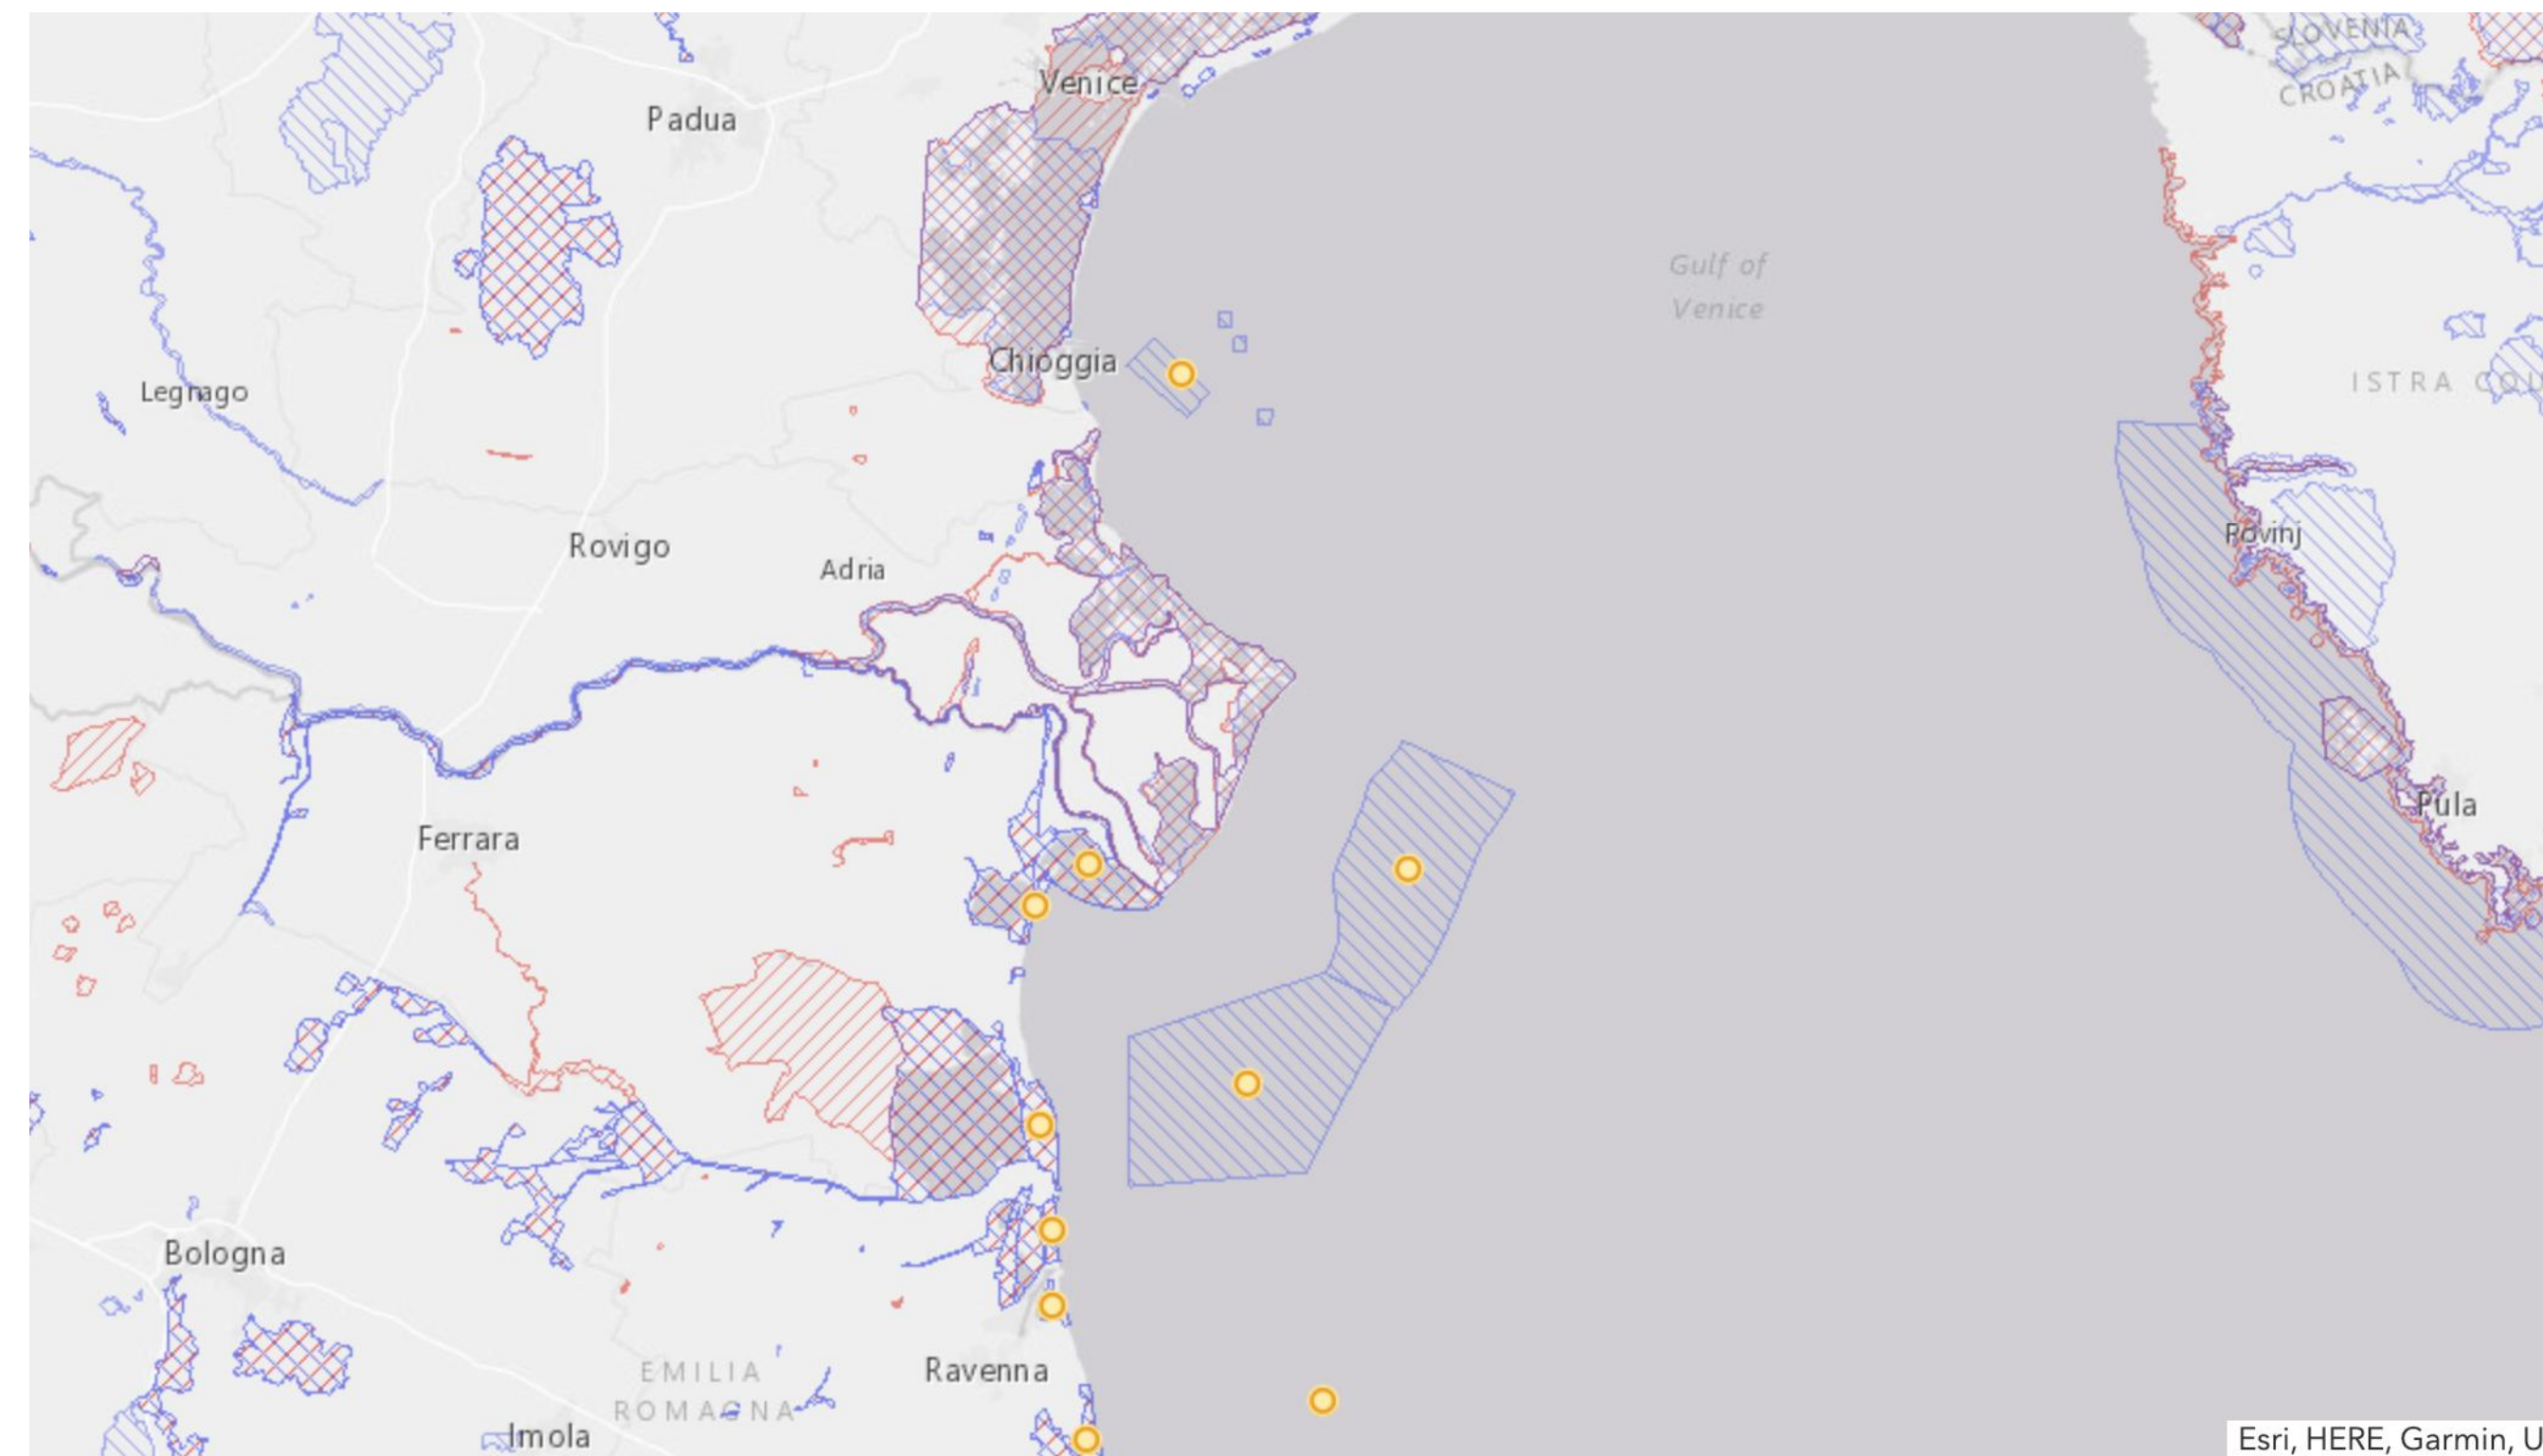 SLOVENIA
CROATIA
Venice
Padua
Gulf of
Venice
Chioggia
Legnago
ISTRA COU
Rovinj
Rovigo
Adria
Pula
Ferrara
Bologna
Ravenna
EMILIA
ROMAGNA
Imola
Esri, HERE, Garmin, U